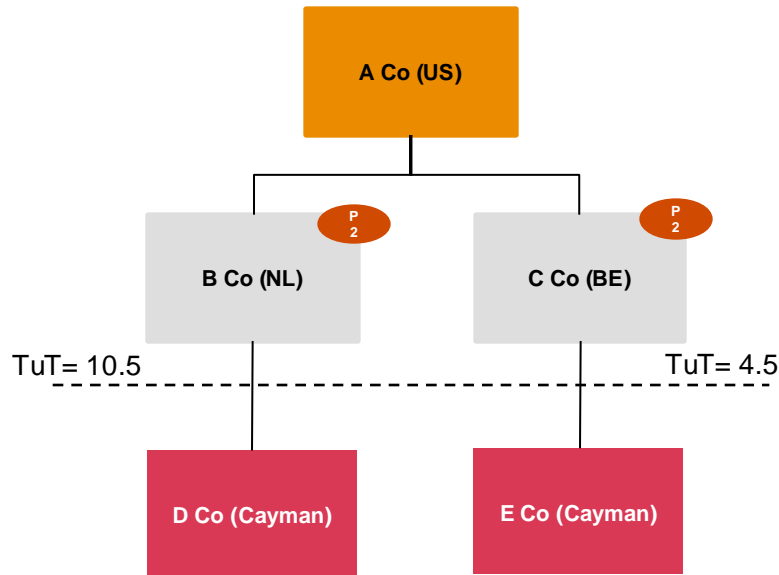 A Co (US)
P
2
P
2
B Co (NL)
C Co (BE)
TuT= 10.5
TuT= 4.5
D Co (Cayman)
E Co (Cayman)